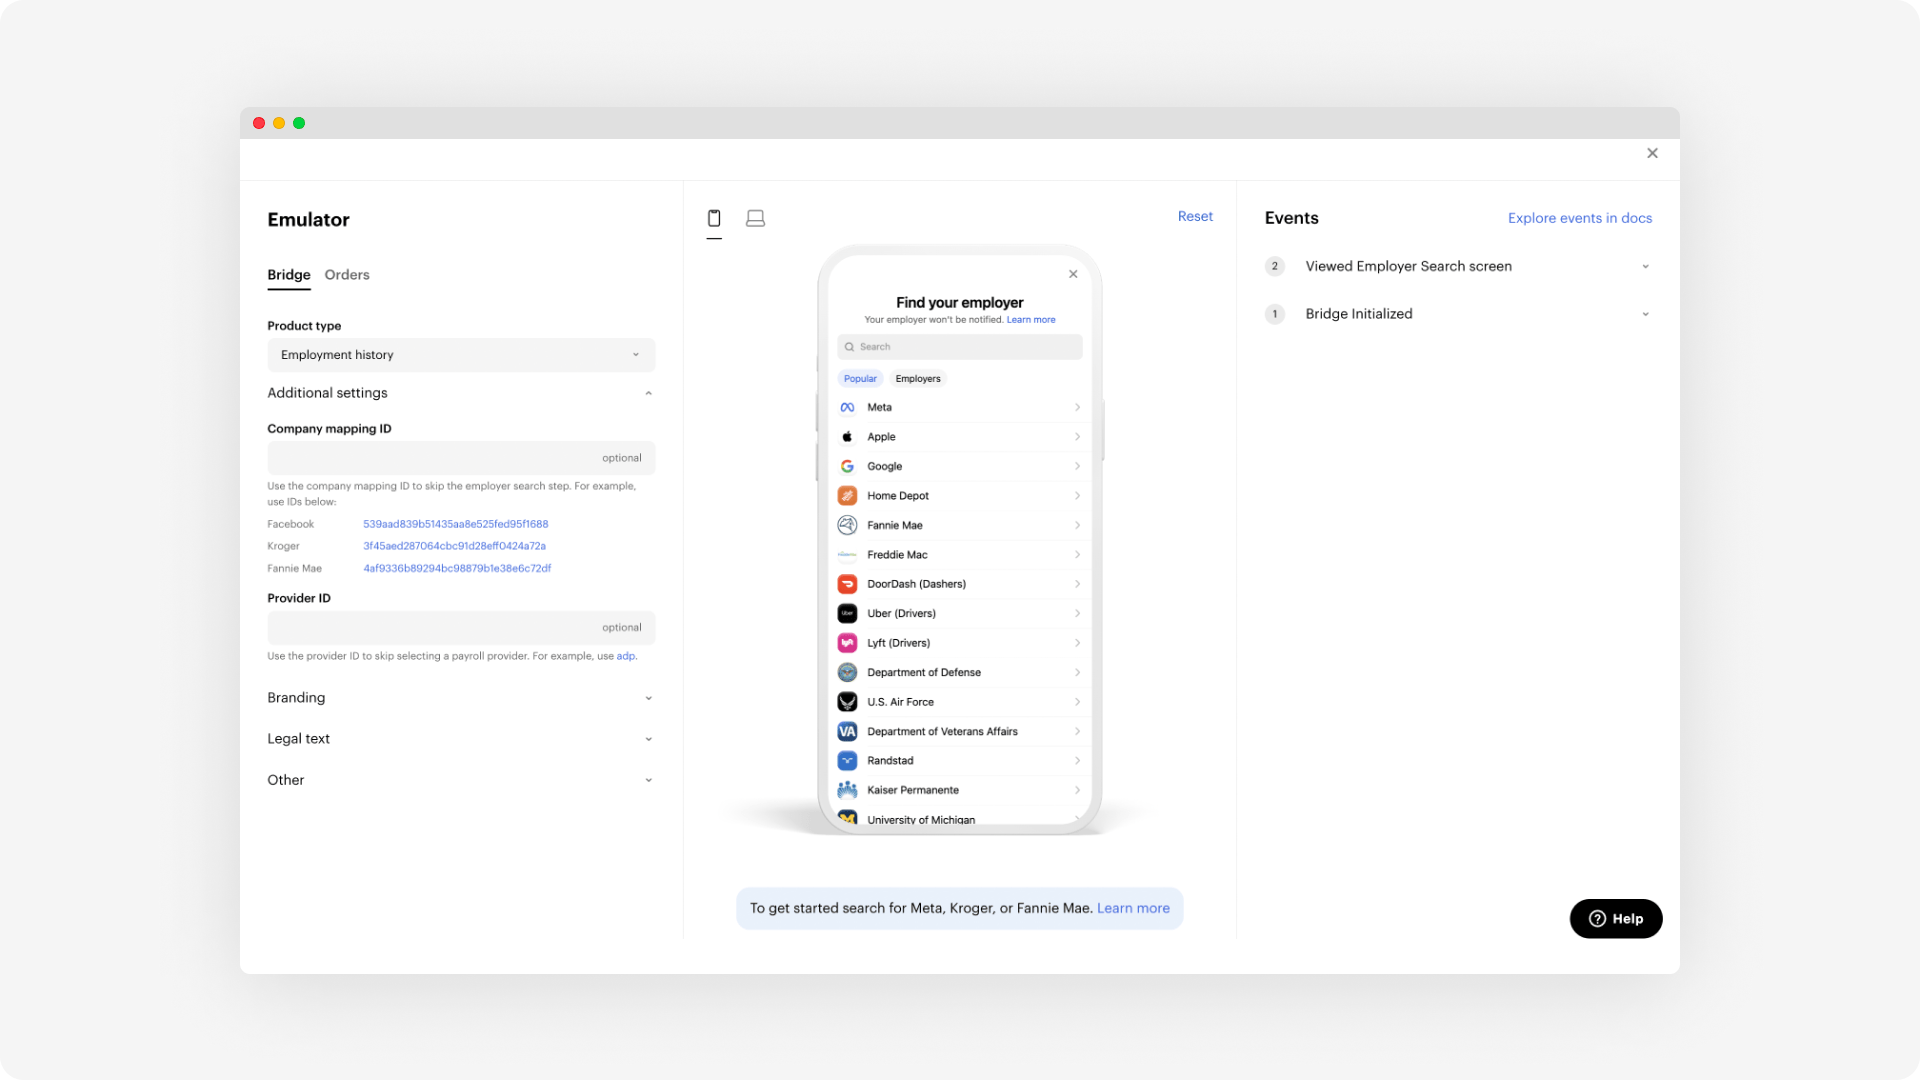 Emulator
Bridge Orders
Product type
Employment history
Additional settings
Company mapping ID
optional
Use the company mapping ID to skip the employer search step. For example,
use IDs below:
Facebook 539aad839b51435aa8e525fed95f1688
Kroger 3f45aed287064cbc91d28eff0424a72a
Fannie Mae 4af9336b89294bc98879b1e38e6c72df
Provider ID
optional
Use the provider ID to skip selecting a payroll provider. For example, use adp.
Branding
Legal text
Other
Reset
Find your employer
Your employer won't be notified. Learn more
Search
Popular Employers
Meta
Apple
Google
Home Depot
Fannie Mae
Freddie Mac
DoorDash (Dashers)
Uber
Uber (Drivers)
Lyft (Drivers)
Department of Defense
U.S. Air Force
VA
Department of Veterans Affairs
Randstad
Kaiser Permanente
University of Michigan
To get started search for Meta, Kroger, or Fannie Mae. Learn more
Events
Explore events in docs
2 Viewed Employer Search screen
1 Bridge Initialized
Help